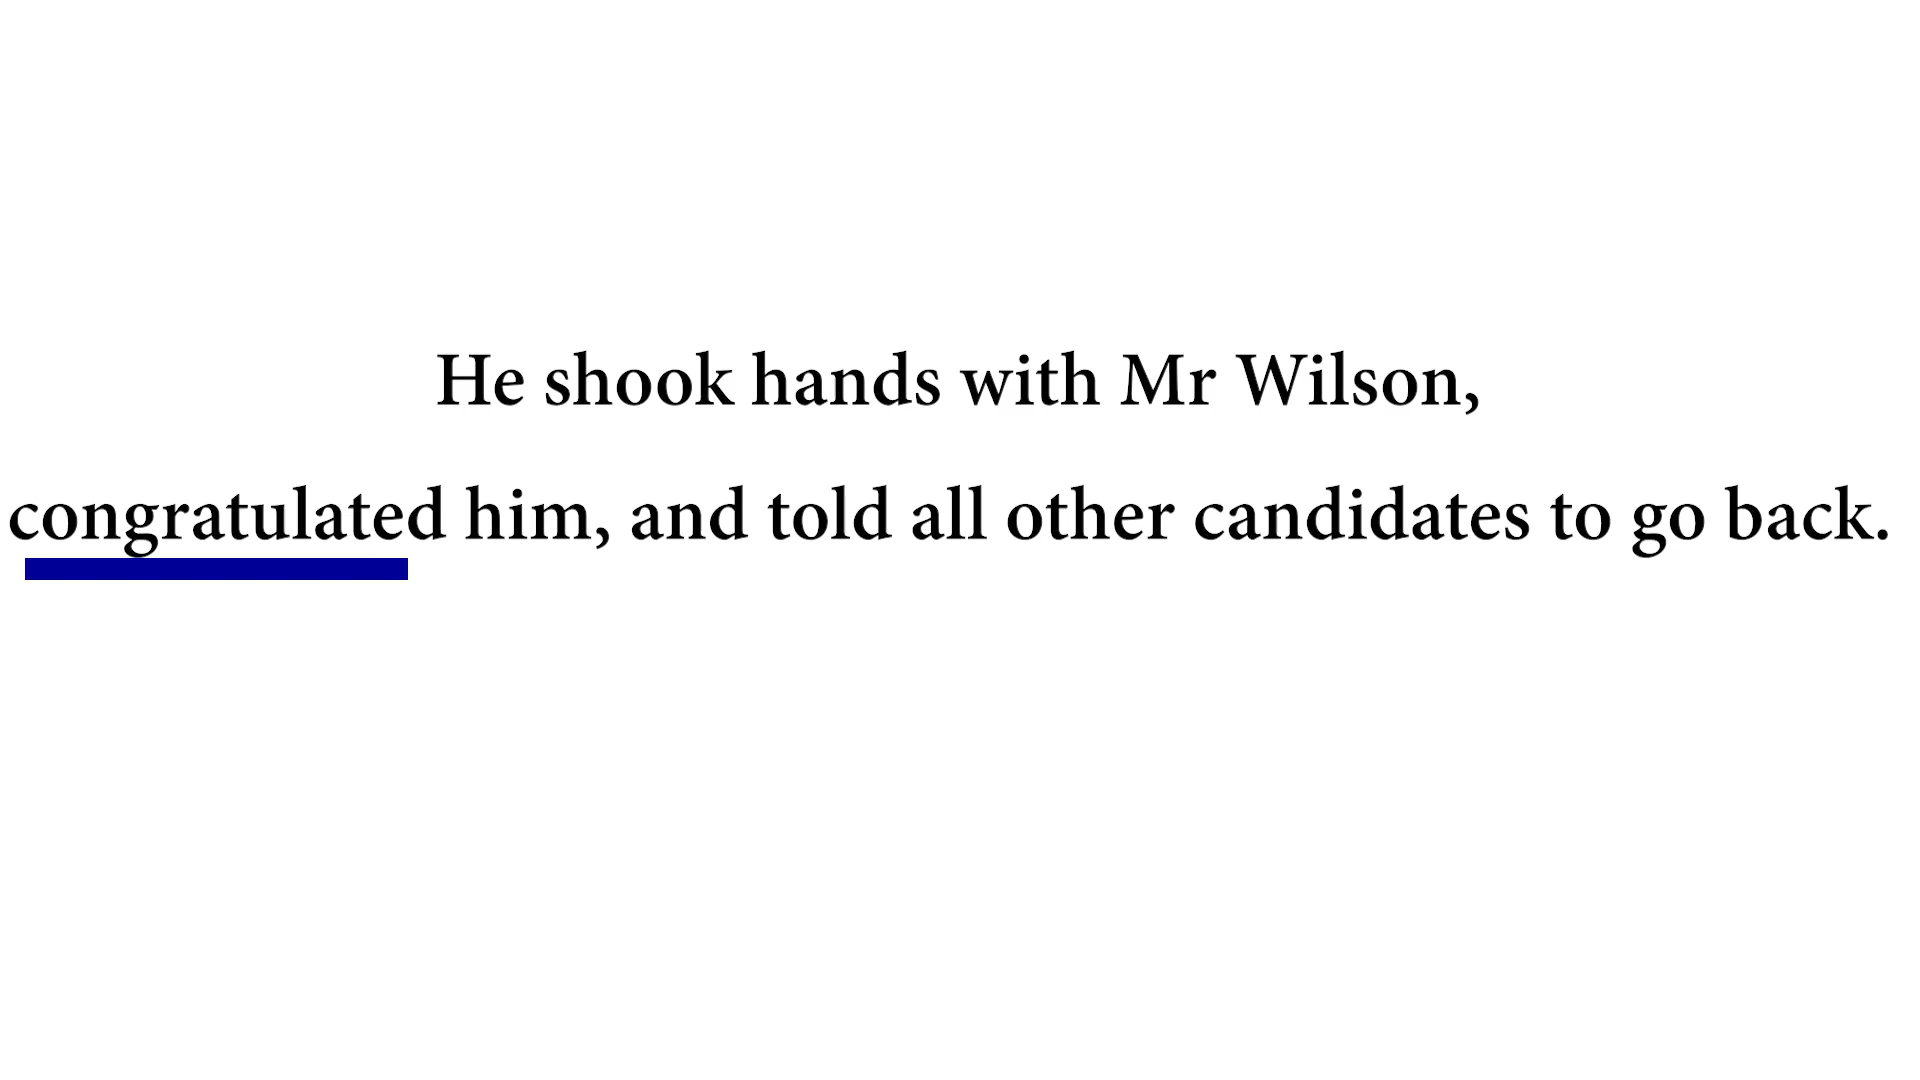 He shook hands with Mr Wilson,
congratulated him, and told all other candidates to go back.